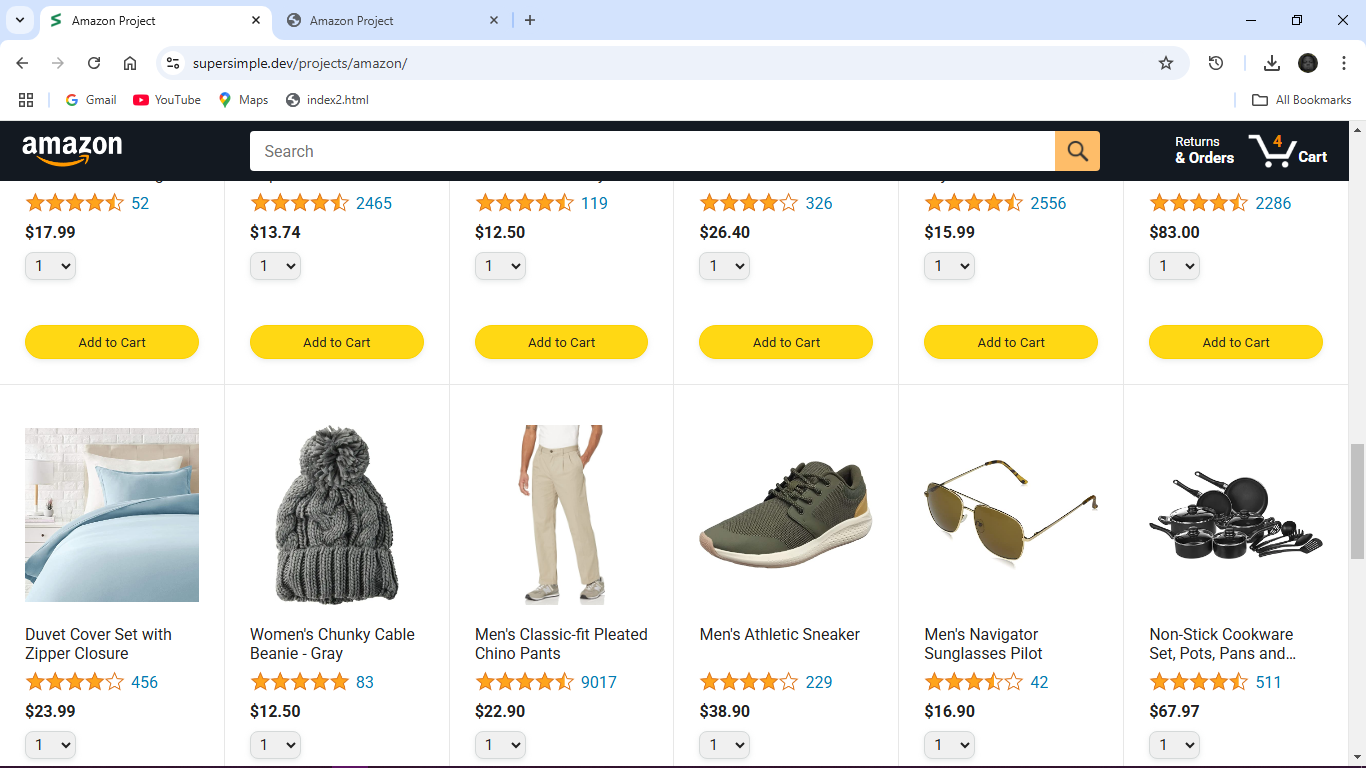 Amazon Project
Amazon Project
supersimple.dev/projects/amazon/
Gmail
YouTube
Maps
index2.html
All Bookmarks
amazon
Search
Returns
& Orders
4
Cart
52
2465
119
326
2556
2286
$17.99
$13.74
$12.50
$26.40
$15.99
$83.00
1
1
1
1
1
1
Add to Cart
Add to Cart
Add to Cart
Add to Cart
Add to Cart
Add to Cart
Duvet Cover Set with
Zipper Closure
456
$23.99
1
Women's Chunky Cable
Beanie - Gray
83
$12.50
1
Men's Classic-fit Pleated
Chino Pants
9017
$22.90
1
Men's Athletic Sneaker
229
$38.90
1
Men's Navigator
Sunglasses Pilot
42
$16.90
1
Non-Stick Cookware
Set, Pots, Pans and...
511
$67.97
1